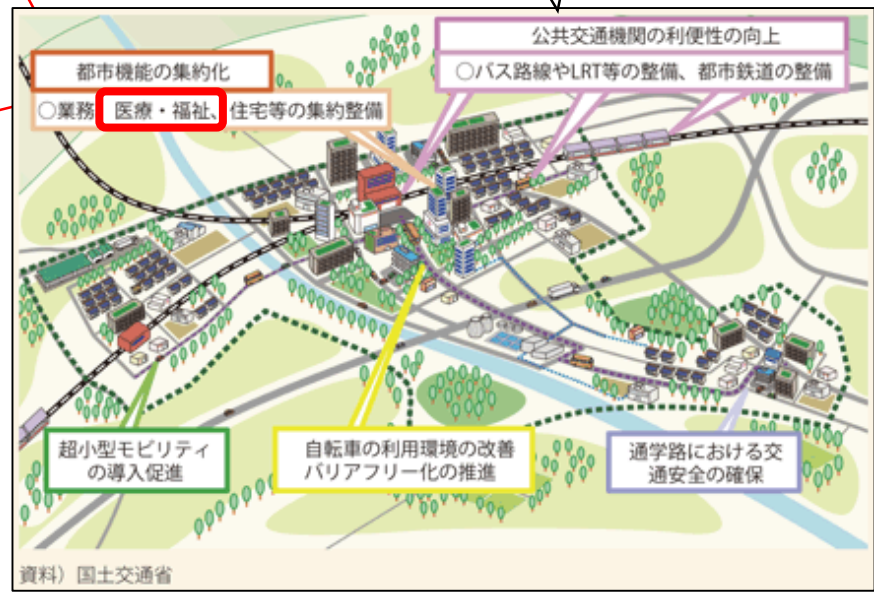 公共交通機関の利便性の向上
○バス路線やLRT等の整備、都市鉄道の整備
都市機能の集約化
○業務、医療・福祉、住宅等の集約整備
超小型モビリティ
の導入促進
自転車の利用環境の改善
バリアフリー化の推進
通学路における交
通安全の確保
資料）国土交通省